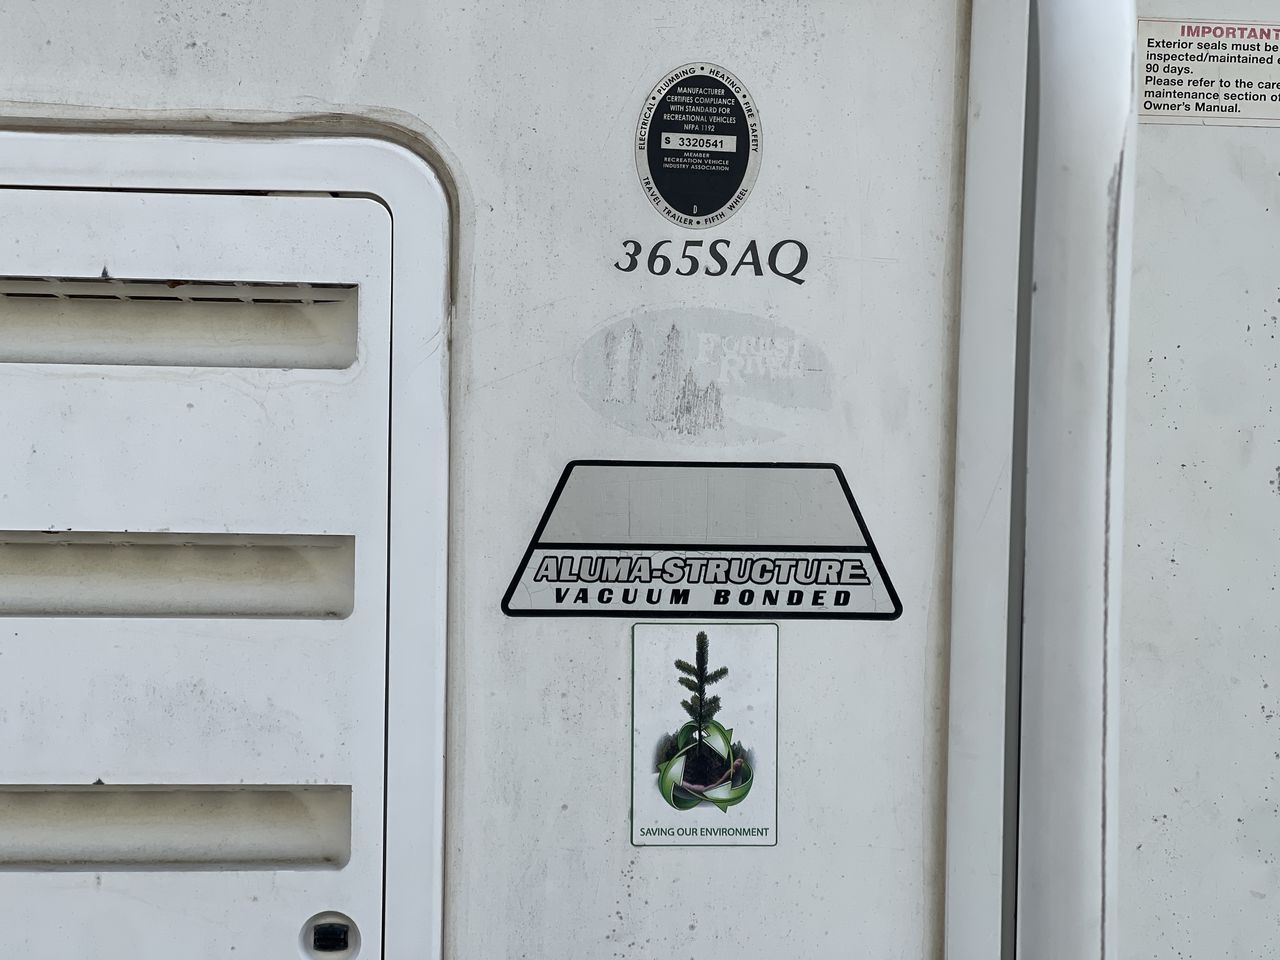 ELECTRICAL • PLUMBING • HEATING • FIRE SAFETY
MANUFACTURER
CERTIFIES COMPLIANCE
WITH STANDARD FOR
RECREATIONAL VEHICLES
NFPA 1192
S 3320541
MEMBER
RECREATION VEHICLE
INDUSTRY ASSOCIATION
D
TRAVEL TRAILER • FIFTH WHEEL
365SAQ
FOREST
RIVER
ALUMA-STRUCTURE
VACUUM BONDED
SAVING OUR ENVIRONMENT
IMPORTANT
Exterior seals must be
inspected/maintained e
90 days.
Please refer to the care
maintenance section of
Owner's Manual.